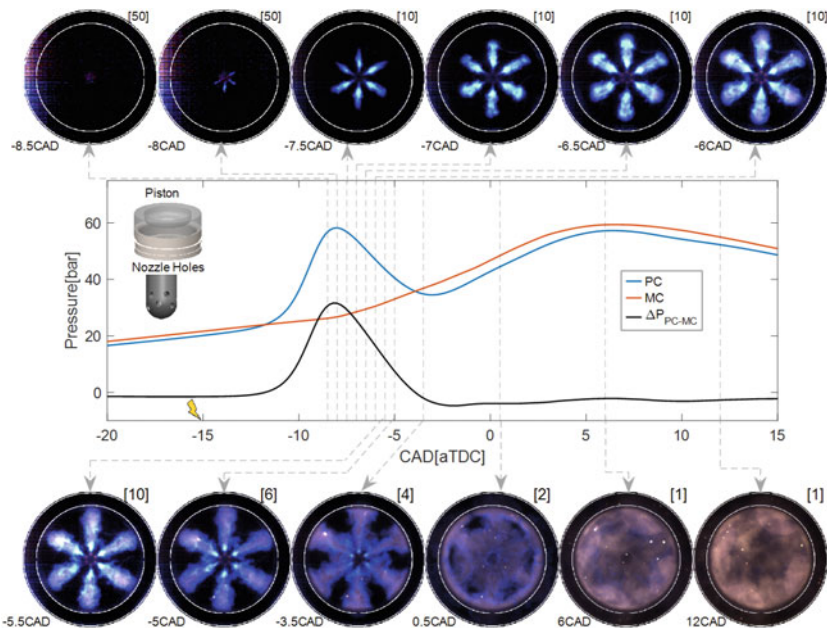 [50] [50] [10] [10] [10] [10]
-8.5CAD -8CAD -7.5CAD -7CAD -6.5CAD -6CAD
Piston
Nozzle Holes
Pressure[bar]
60
40
20
0
PC
MC
ΔP PC-MC
-20 -15 -10 -5 0 5 10 15
CAD[aTDC]
[10] [6] [4] [2] [1] [1]
-5.5CAD -5CAD -3.5CAD 0.5CAD 6CAD 12CAD